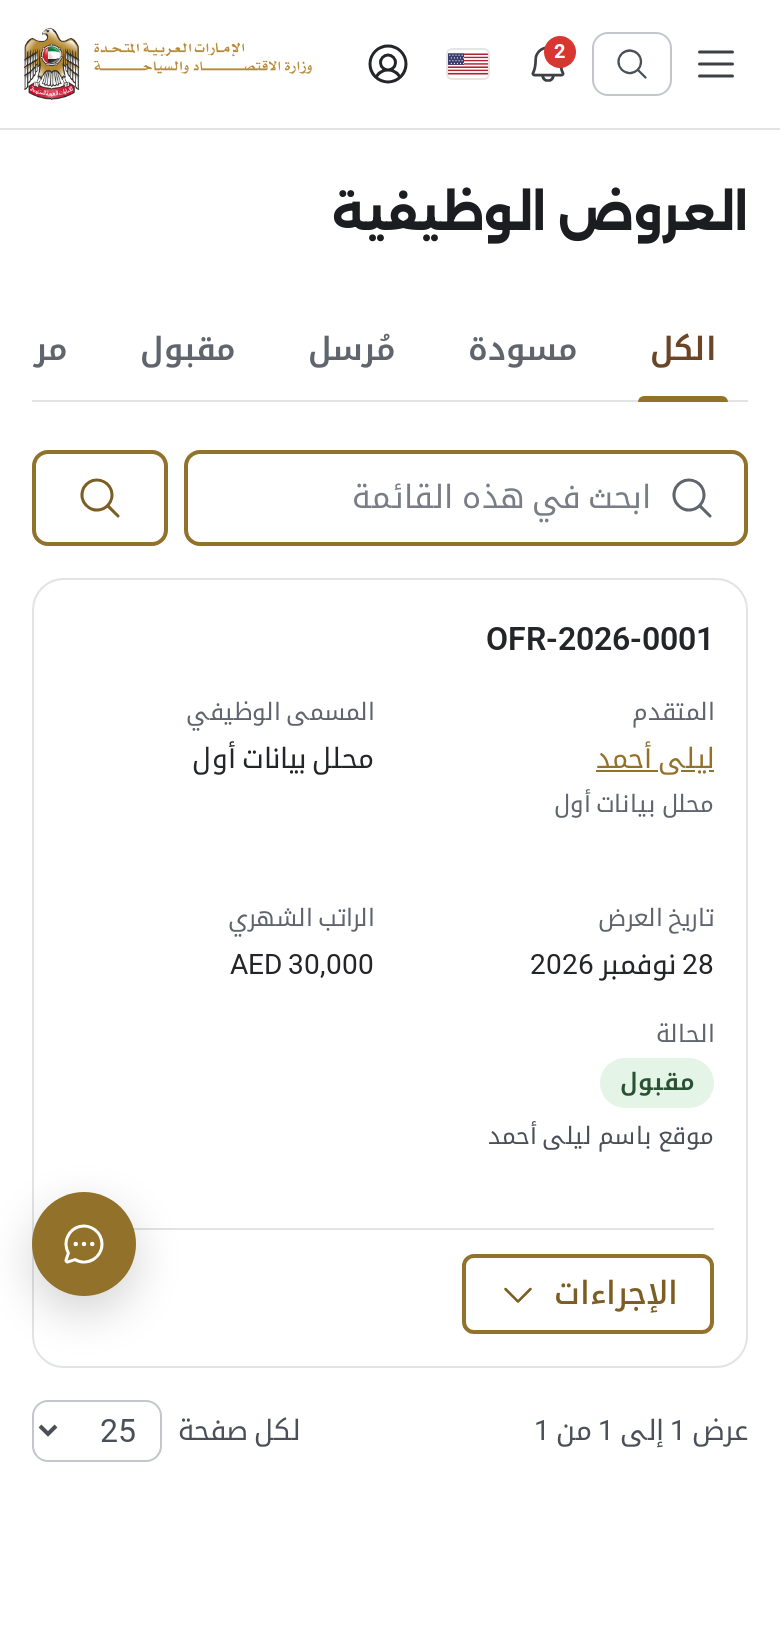 الإمارات العربية المتحدة
وزارة الاقتصاد والسياحة
2
العروض الوظيفية
الكل
مسودة
مُرسل
مقبول
مر
ابحث في هذه القائمة
OFR-2026-0001
المتقدم
ليلى أحمد
محلل بيانات أول
المسمى الوظيفي
محلل بيانات أول
تاريخ العرض
28 نوفمبر 2026
الراتب الشهري
AED 30,000
الحالة
مقبول
موقع باسم ليلى أحمد
الإجراءات
عرض 1 إلى 1 من 1
لكل صفحة
25